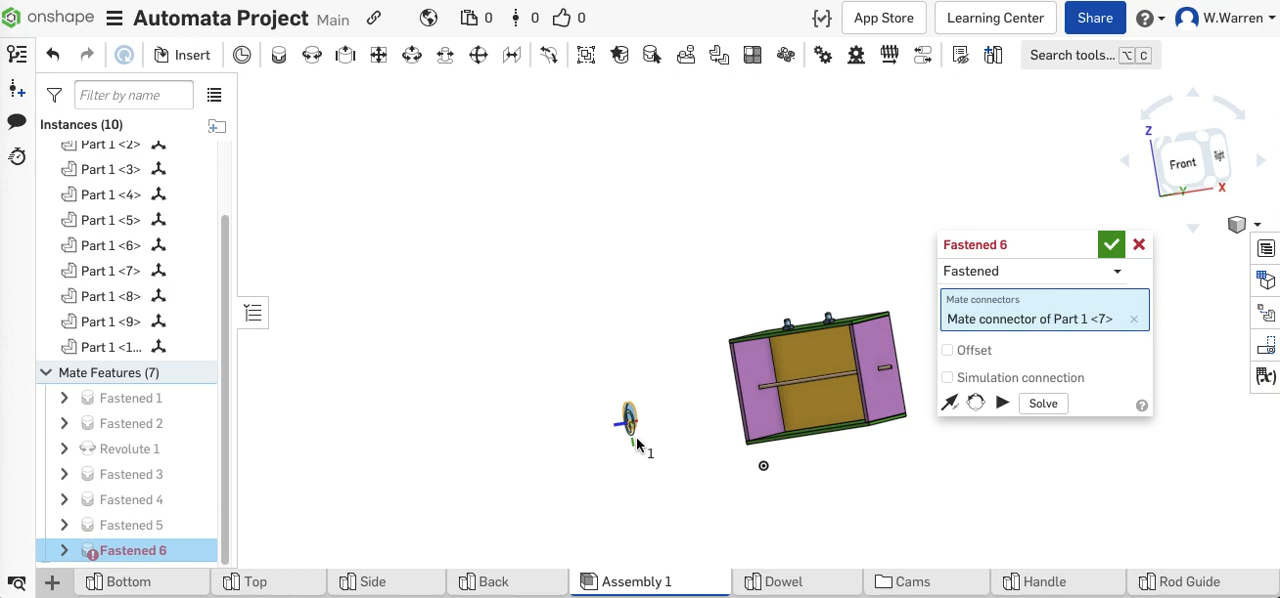 onshape Automata Project Main 0 0 0 App Store Learning Center Share W.Warren
Insert Search tools... ⌥ C
Filter by name
Instances (10)
Part 1 <2>
Part 1 <3>
Part 1 <4>
Part 1 <5>
Part 1 <6>
Part 1 <7>
Part 1 <8>
Part 1 <9>
Part 1 <1...
Mate Features (7)
Fastened 1
Fastened 2
Revolute 1
Fastened 3
Fastened 4
Fastened 5
Fastened 6
1
Z
Front
Right
X
Y
Fastened 6
Fastened
Mate connectors
Mate connector of Part 1 <7>
Offset
Simulation connection
Solve
Bottom Top Side Back Assembly 1 Dowel Cams Handle Rod Guide